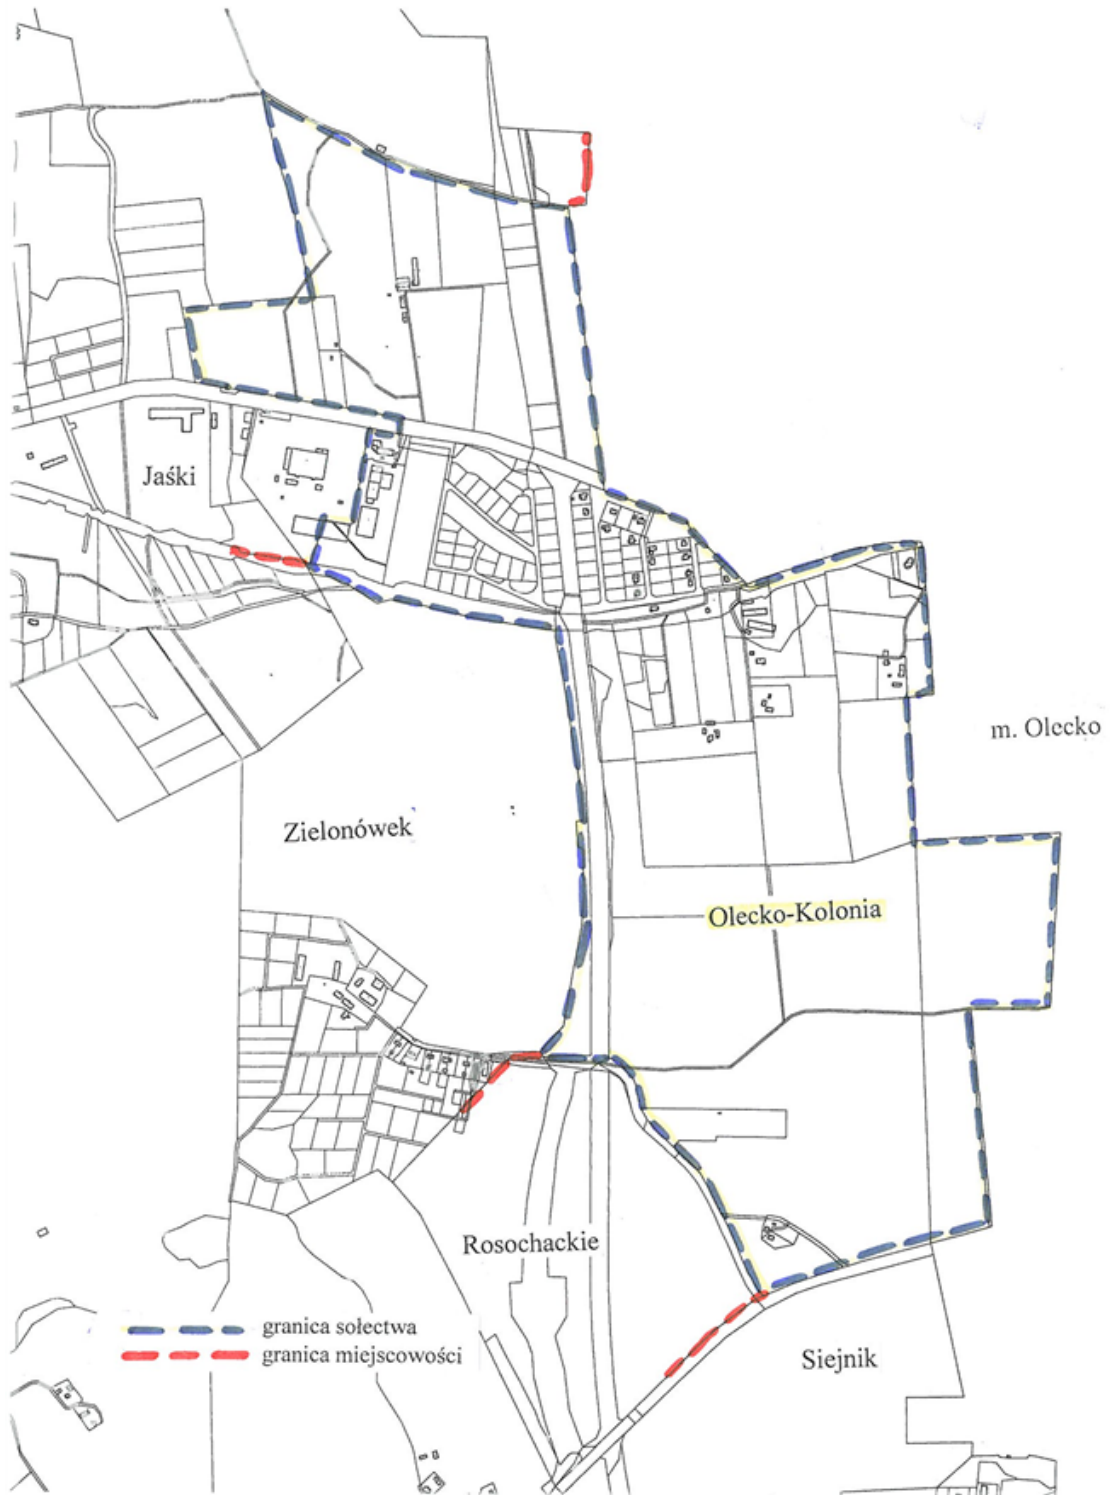 Jaśki
m. Olecko
Zielonówek
Olecko-Kolonia
Rosochackie
granica sołectwa
granica miejscowości
Siejnik